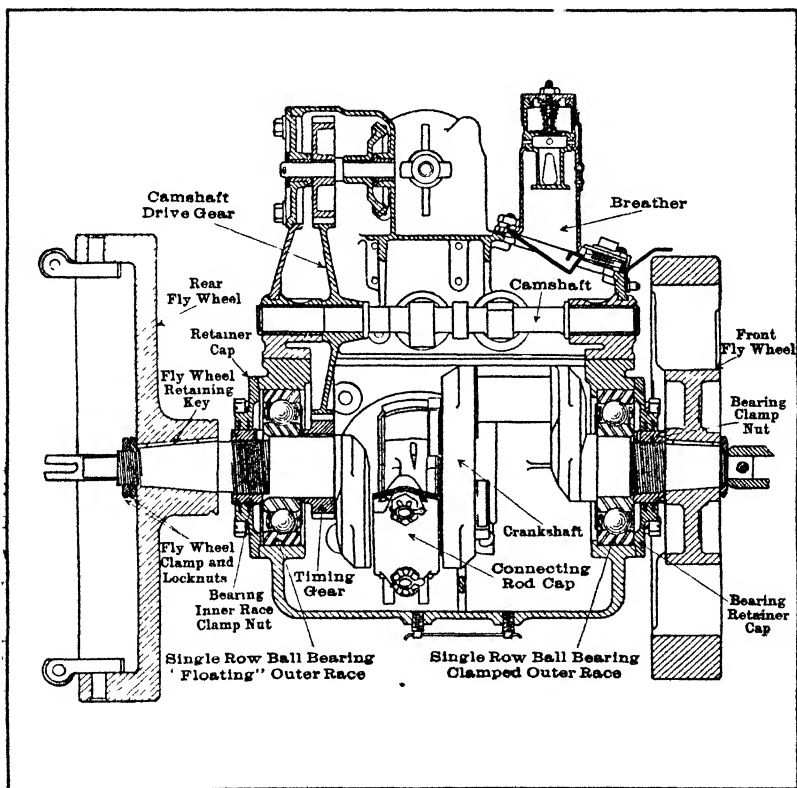 Camshaft
Drive Gear
Breather
Rear
Fly Wheel
Camshaft
Retainer
Cap
Front
Fly Wheel
Fly Wheel
Retaining
Key
Bearing
Clamp
Nut
Crankshaft
Fly Wheel
Clamp and
Locknuts
Timing
Gear
Connecting
Rod Cap
Bearing
Inner Race
Clamp Nut
Bearing
Retainer
Cap
Single Row Ball Bearing
'Floating" Outer Race
Single Row Ball Bearing
Clamped Outer Race